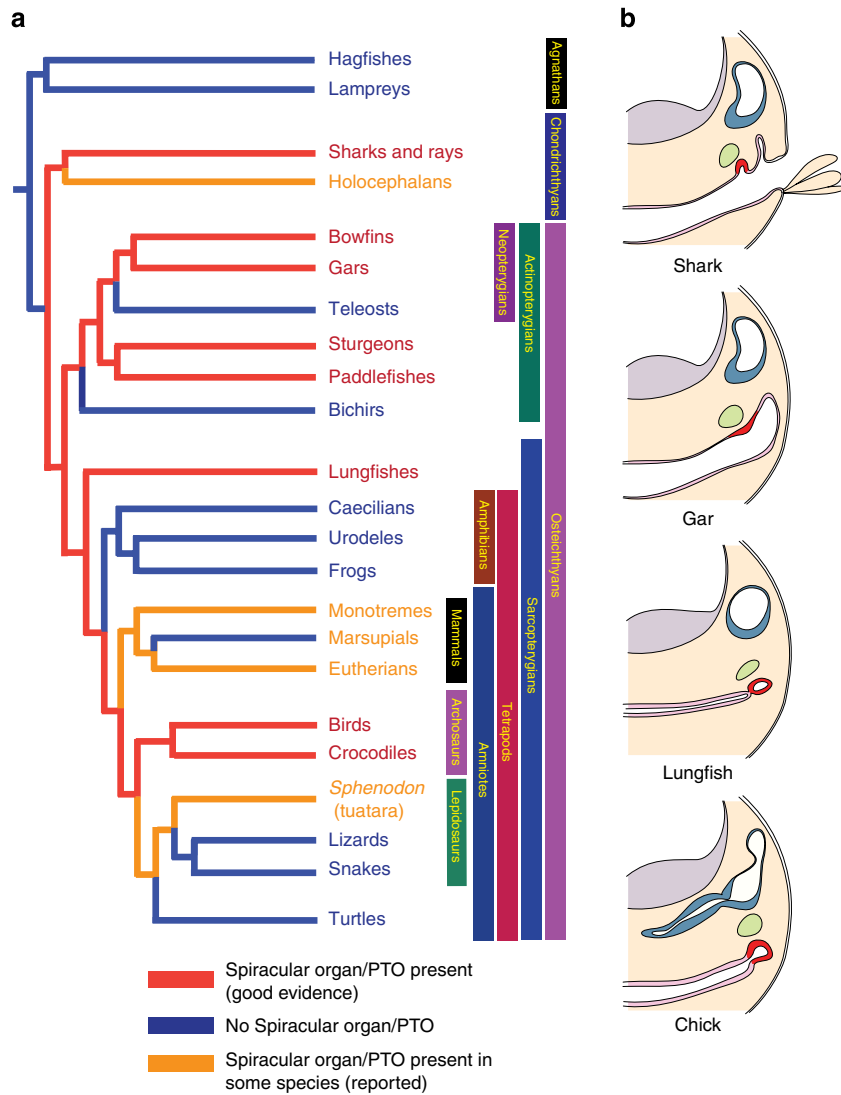 a
Hagfishes
Lampreys
Sharks and rays
Holocephalans
Bowfins
Gars
Teleosts
Sturgeons
Paddlefishes
Bichirs
Lungfishes
Caecilians
Urodeles
Frogs
Monotremes
Marsupials
Eutherians
Birds
Crocodiles
Sphenodon
(tuatara)
Lizards
Snakes
Turtles
Mammals
Archosaurs
Lepidosaurs
Amphibians
Amniotes
Neopterygians
Tetrapods
Actinopterygians
Sarcopterygians
Agnathans
Chondrichthyans
Osteichthyans
Spiracular organ/PTO present
(good evidence)
No Spiracular organ/PTO
Spiracular organ/PTO present in
some species (reported)
b
Shark
Gar
Lungfish
Chick